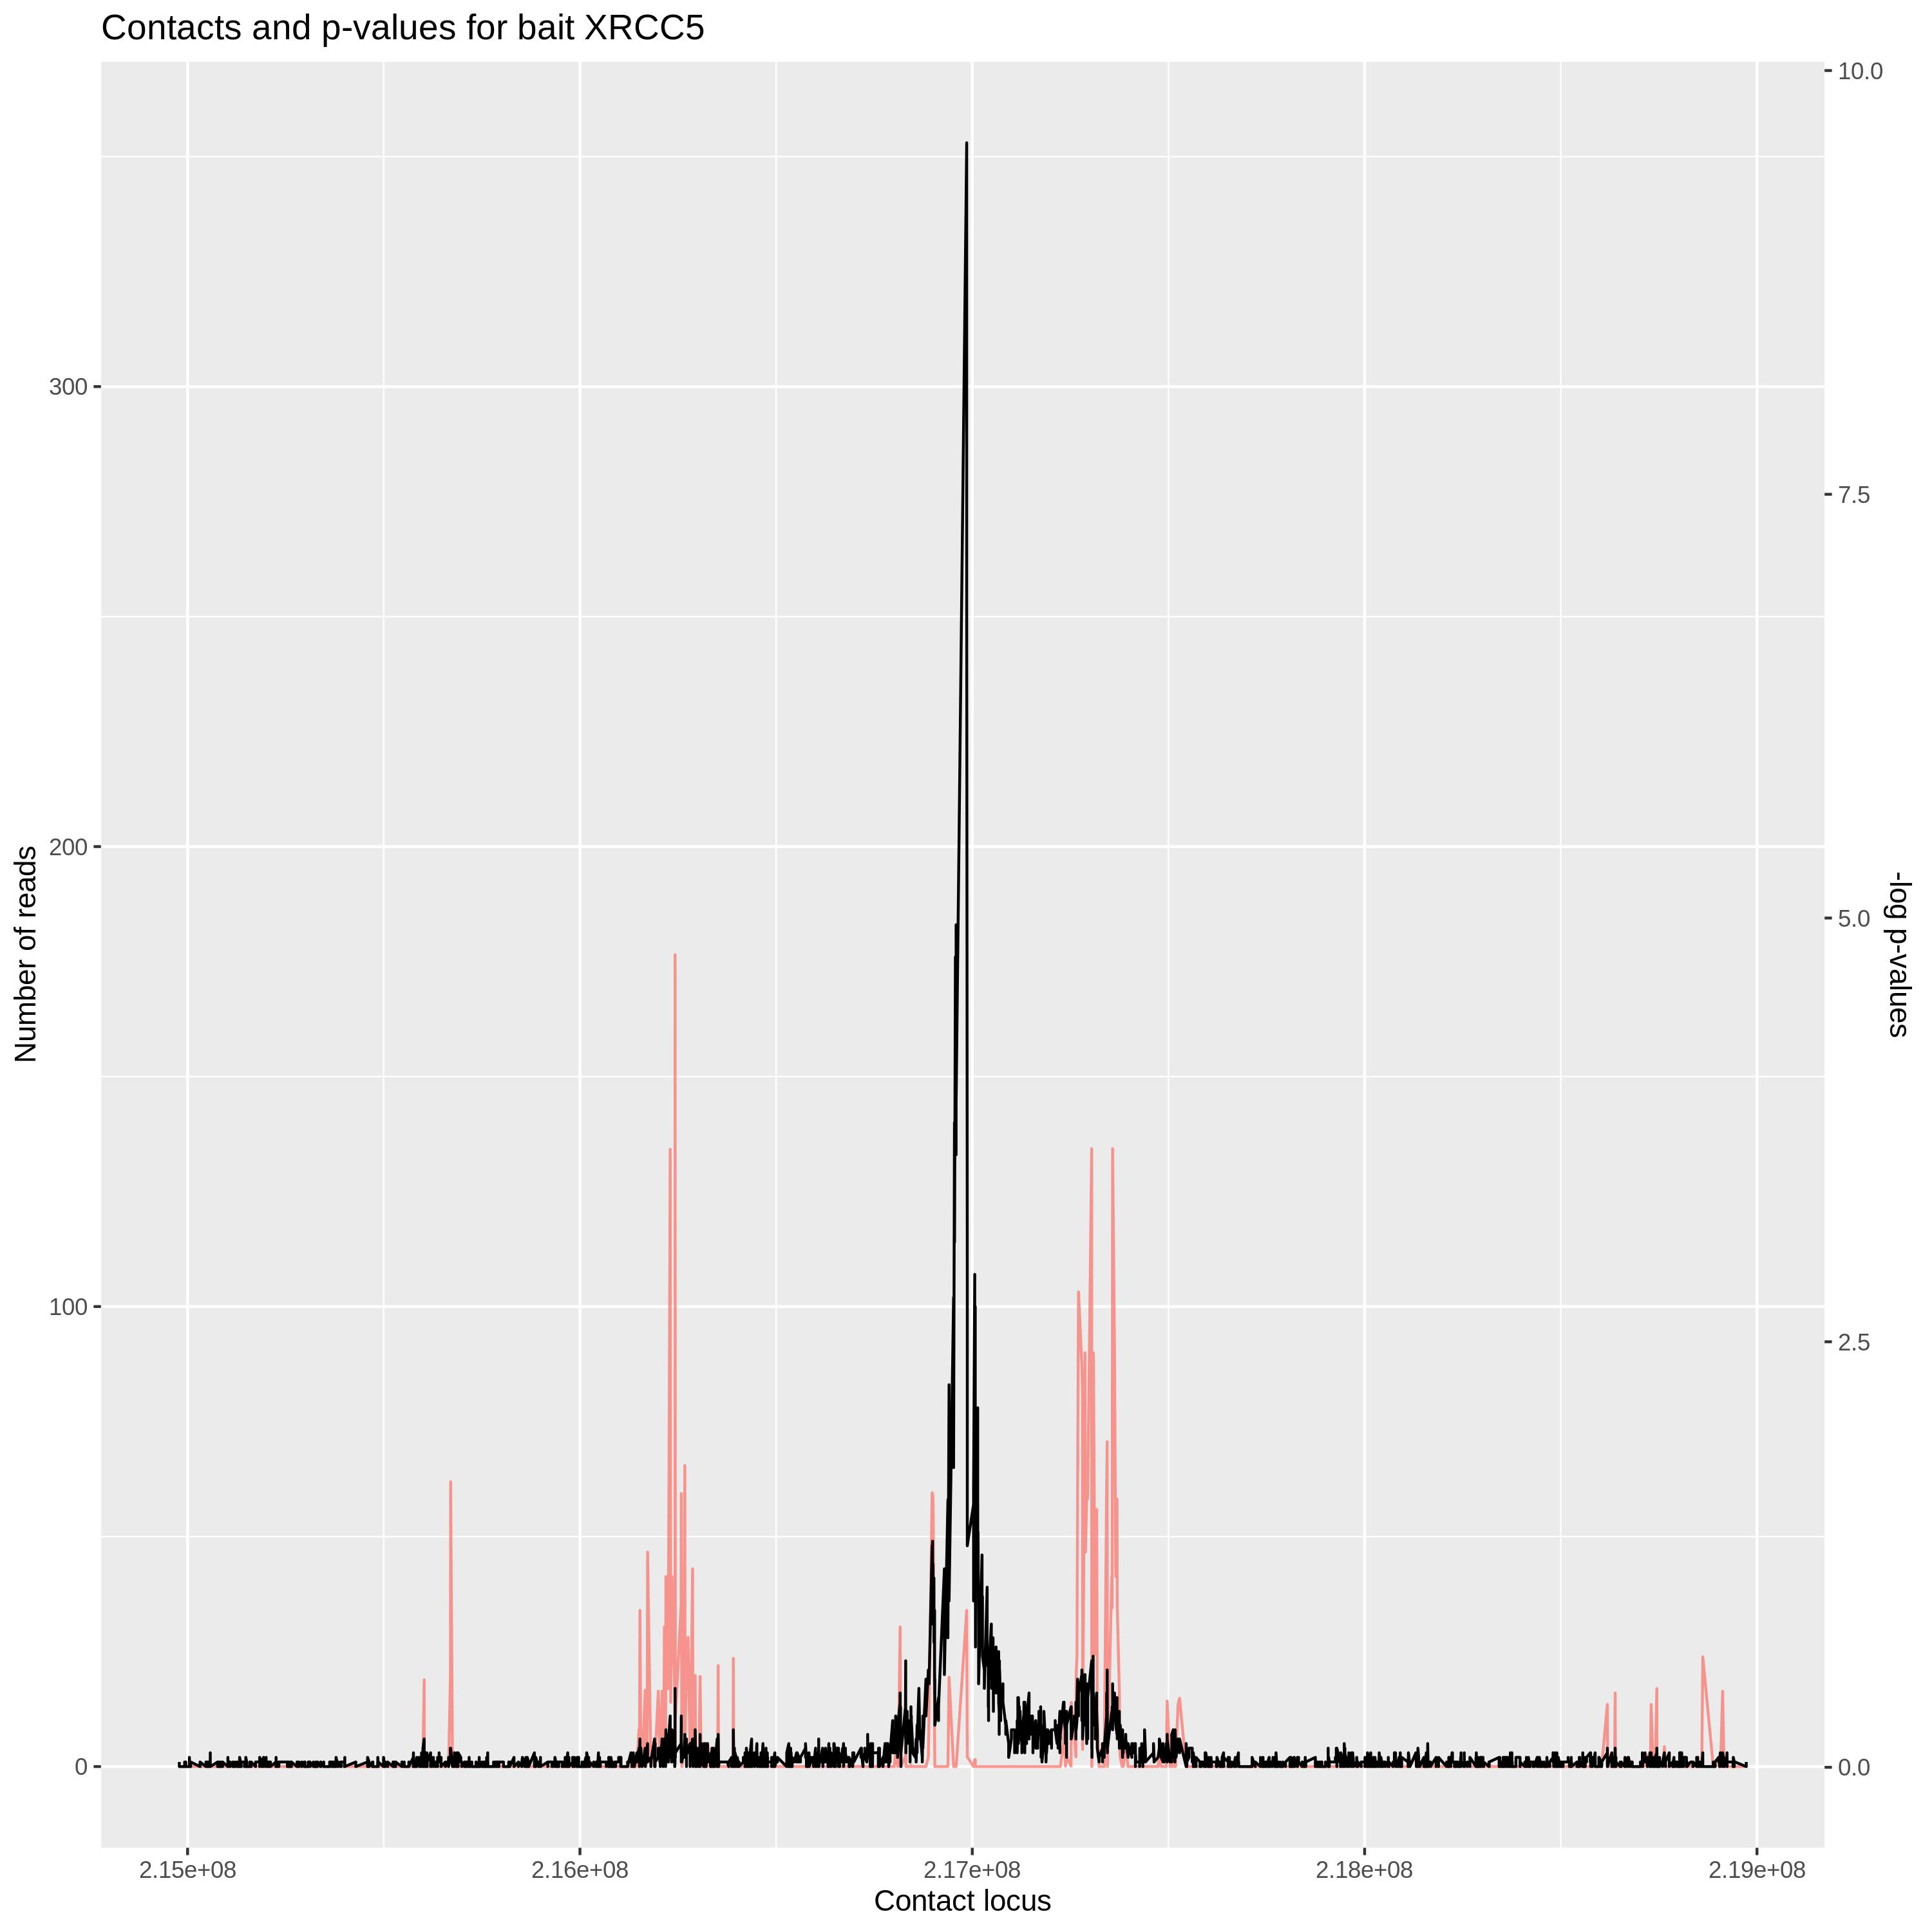 Contacts and p-values for bait XRCC5
10.0
7.5
5.0
2.5
0.0
-log p-values
300
200
100
0
Number of reads
2.15e+08 2.16e+08 2.17e+08 2.18e+08 2.19e+08
Contact locus